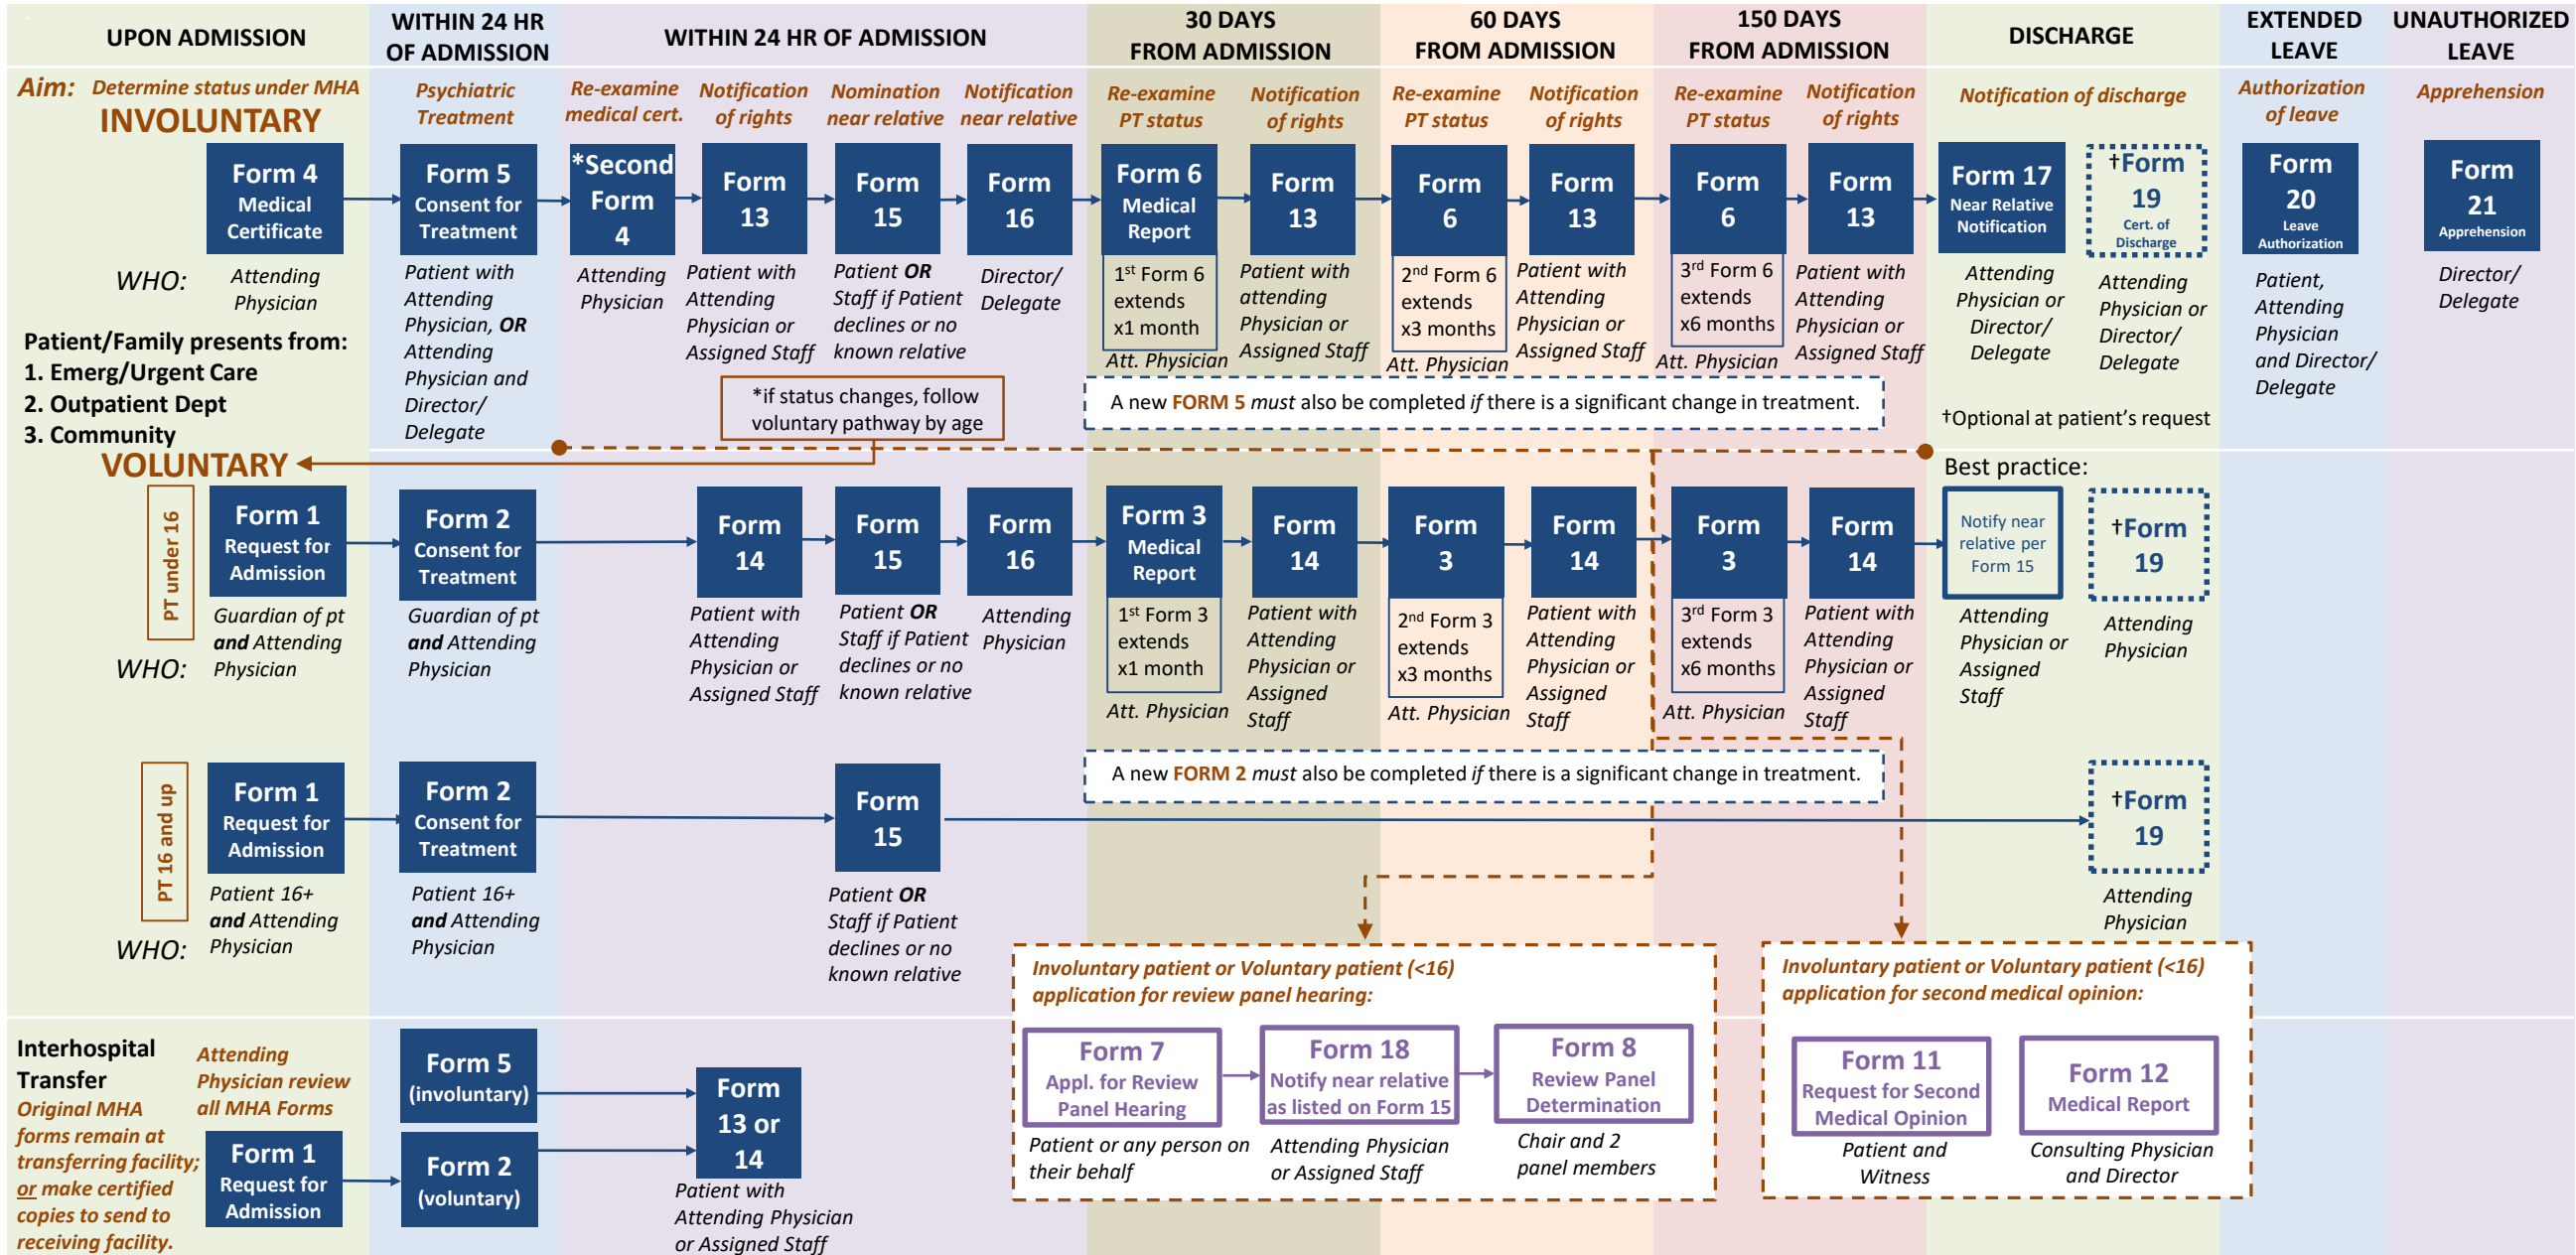 UPON ADMISSION
WITHIN 24 HR
OF ADMISSION
WITHIN 24 HR OF ADMISSION
30 DAYS
FROM ADMISSION
60 DAYS
FROM ADMISSION
150 DAYS
FROM ADMISSION
DISCHARGE
EXTENDED
LEAVE
UNAUTHORIZED
LEAVE
Aim: Determine status under MHA
Psychiatric
Treatment
Re-examine
medical cert.
Notification
of rights
Nomination
near relative
Notification
near relative
Re-examine
PT status
Notification
of rights
Re-examine
PT status
Notification
of rights
Re-examine
PT status
Notification
of rights
Notification of discharge
Authorization
of leave
Apprehension
INVOLUNTARY
Form 4
Medical
Certificate
Form 5
Consent for
Treatment
*Second
Form
4
Form
13
Form
15
Form
16
Form 6
Medical
Report
Form
13
Form
6
Form
13
Form
6
Form
13
Form 17
Near Relative
Notification
†Form
19
Cert. of
Discharge
Form
20
Leave
Authorization
Form
21
Apprehension
WHO:
Attending
Physician
Patient with
Attending
Physician, OR
Attending
Physician and
Director/
Delegate
Attending
Physician
Patient with
Attending
Physician or
Assigned Staff
Patient OR
Staff if Patient
declines or no
known relative
Director/
Delegate
1st Form 6
extends
x1 month
Att. Physician
Patient with
attending
Physician or
Assigned Staff
2nd Form 6
extends
x3 months
Att. Physician
Patient with
Attending
Physician or
Assigned Staff
3rd Form 6
extends
x6 months
Att. Physician
Patient with
Attending
Physician or
Assigned Staff
Attending
Physician or
Director/
Delegate
Attending
Physician or
Director/
Delegate
Patient,
Attending
Physician
and Director/
Delegate
Director/
Delegate
Patient/Family presents from:
1. Emerg/Urgent Care
2. Outpatient Dept
3. Community
*if status changes, follow
voluntary pathway by age
A new FORM 5 must also be completed if there is a significant change in treatment.
†Optional at patient's request
VOLUNTARY
Best practice:
PT under 16
Form 1
Request for
Admission
Form 2
Consent for
Treatment
Form
14
Form
15
Form
16
Form 3
Medical
Report
Form
14
Form
3
Form
14
Form
3
Form
14
Notify near
relative per
Form 15
†Form
19
WHO:
Guardian of pt
and Attending
Physician
Guardian of pt
and Attending
Physician
Patient with
Attending
Physician or
Assigned Staff
Patient OR
Staff if Patient
declines or no
known relative
Attending
Physician
1st Form 3
extends
x1 month
Att. Physician
Patient with
Attending
Physician or
Assigned
Staff
2nd Form 3
extends
x3 months
Att. Physician
Patient with
Attending
Physician or
Assigned
Staff
3rd Form 3
extends
x6 months
Att. Physician
Patient with
Attending
Physician or
Assigned
Staff
Attending
Physician or
Assigned
Staff
Attending
Physician
A new FORM 2 must also be completed if there is a significant change in treatment.
PT 16 and up
Form 1
Request for
Admission
Form 2
Consent for
Treatment
Form
15
†Form
19
WHO:
Patient 16+
and Attending
Physician
Patient 16+
and Attending
Physician
Patient OR
Staff if Patient
declines or no
known relative
Attending
Physician
Interhospital
Transfer
Original MHA
forms remain at
transferring facility;
or make certified
copies to send to
receiving facility.
Attending
Physician review
all MHA Forms
Form 1
Request for
Admission
Form 5
(involuntary)
Form 2
(voluntary)
Form
13 or
14
Patient with
Attending Physician
or Assigned Staff
Involuntary patient or Voluntary patient (<16)
application for review panel hearing:
Form 7
Appl. for Review
Panel Hearing
Patient or any person on
their behalf
Form 18
Notify near relative
as listed on Form 15
Attending Physician
or Assigned Staff
Form 8
Review Panel
Determination
Chair and 2
panel members
Involuntary patient or Voluntary patient (<16)
application for second medical opinion:
Form 11
Request for Second
Medical Opinion
Patient and
Witness
Form 12
Medical Report
Consulting Physician
and Director